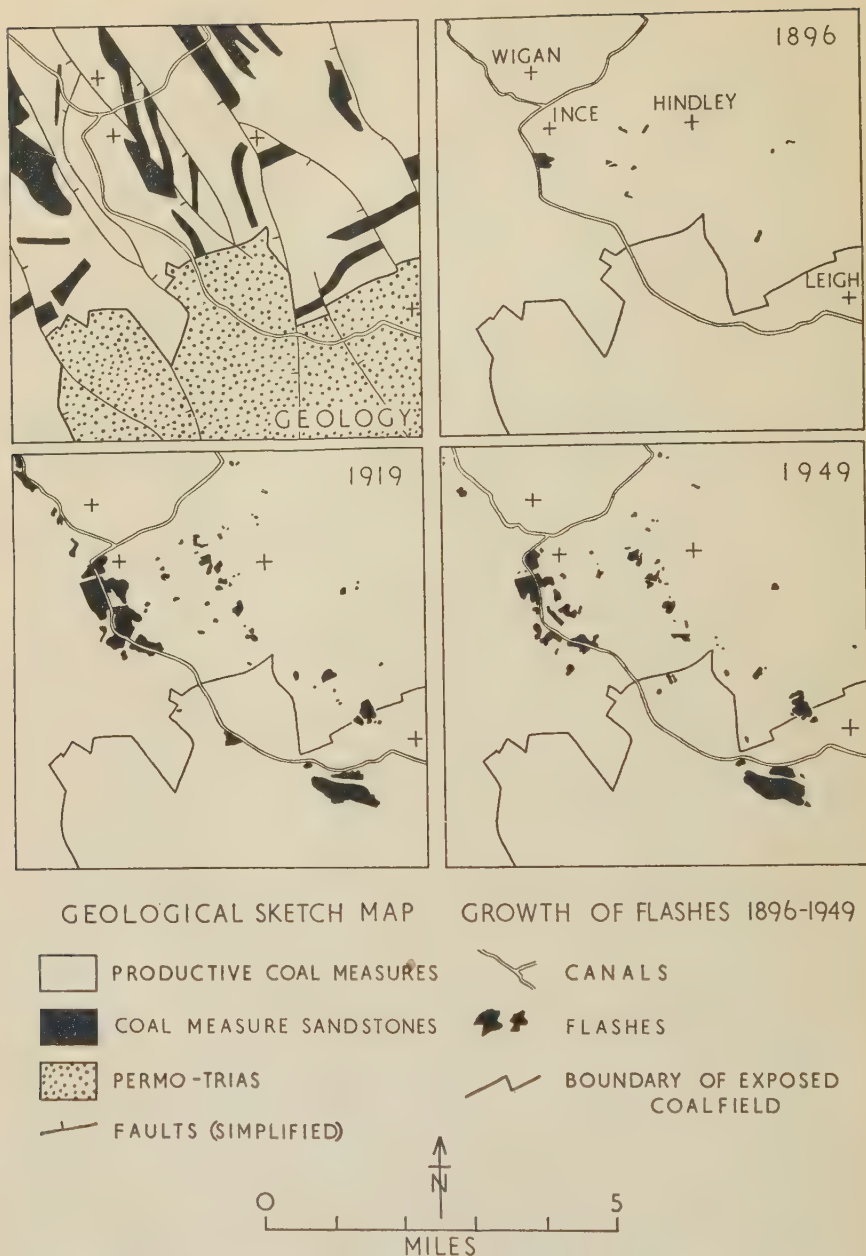 GEOLOGY
1896
WIGAN
INCE
HINDLEY
LEIGH
1919
1949
GEOLOGICAL SKETCH MAP
PRODUCTIVE COAL MEASURES
COAL MEASURE SANDSTONES
PERMO-TRIAS
FAULTS (SIMPLIFIED)
GROWTH OF FLASHES 1896-1949
CANALS
FLASHES
BOUNDARY OF EXPOSED
COALFIELD
N
0 5
MILES